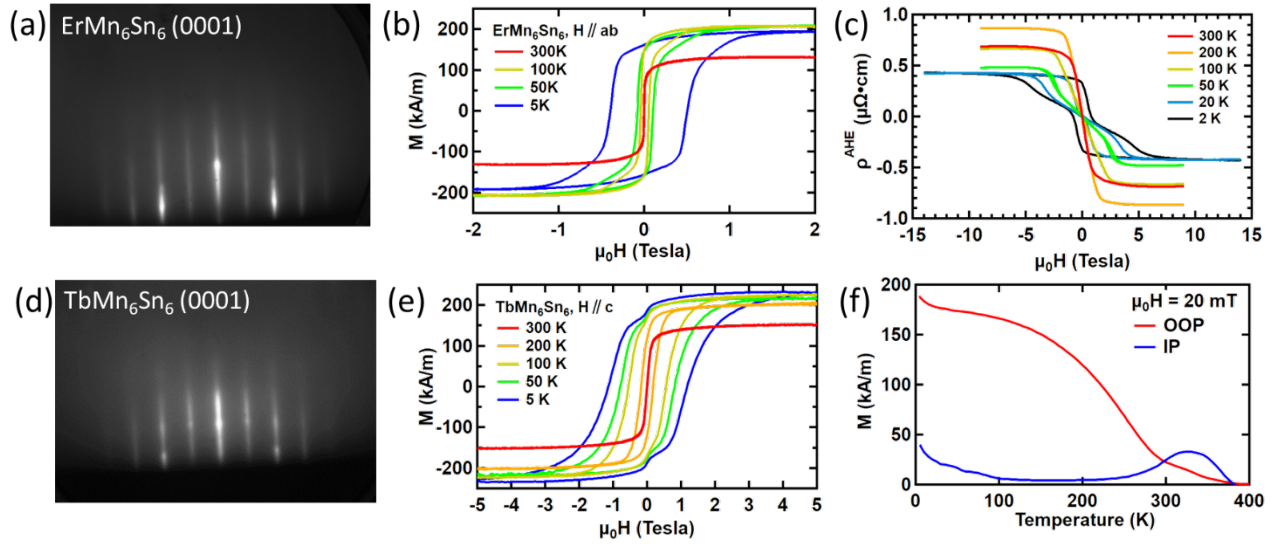 (a)
ErMn₆Sn₆ (0001)
(b)
ErMn₆Sn₆, H // ab
300K
100K
50K
5K
M (kA/m)
200
100
0
-100
-200
-2
-1
0
1
2
µ₀H (Tesla)
(c)
300 K
200 K
100 K
50 K
20 K
2 K
ρᴬᴴᴱ (µΩ•cm)
1.0
0.5
0.0
-0.5
-1.0
-15
-10
-5
0
5
10
15
µ₀H (Tesla)
(d)
TbMn₆Sn₆ (0001)
(e)
TbMn₆Sn₆, H // c
300 K
200 K
100 K
50 K
5 K
M (kA/m)
200
150
100
50
0
-50
-100
-150
-200
-5
-4
-3
-2
-1
0
1
2
3
4
5
µ₀H (Tesla)
(f)
µ₀H = 20 mT
OOP
IP
M (kA/m)
200
150
100
50
0
0
100
200
300
400
Temperature (K)